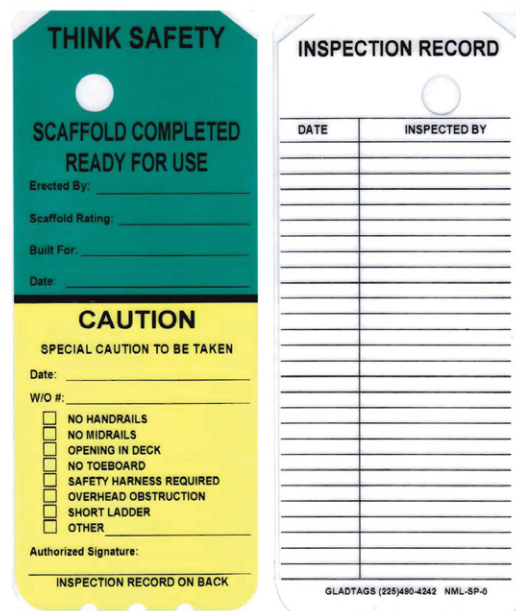 THINK SAFETY
SCAFFOLD COMPLETED
READY FOR USE
Erected By:
Scaffold Rating:
Built For:
Date:
CAUTION
SPECIAL CAUTION TO BE TAKEN
Date:
W/O #:
NO HANDRAILS
NO MIDRAILS
OPENING IN DECK
NO TOEBOARD
SAFETY HARNESS REQUIRED
OVERHEAD OBSTRUCTION
SHORT LADDER
OTHER
Authorized Signature:
INSPECTION RECORD ON BACK
INSPECTION RECORD
DATE INSPECTED BY
GLADTAGS (225)490-4242 NML-SP-0